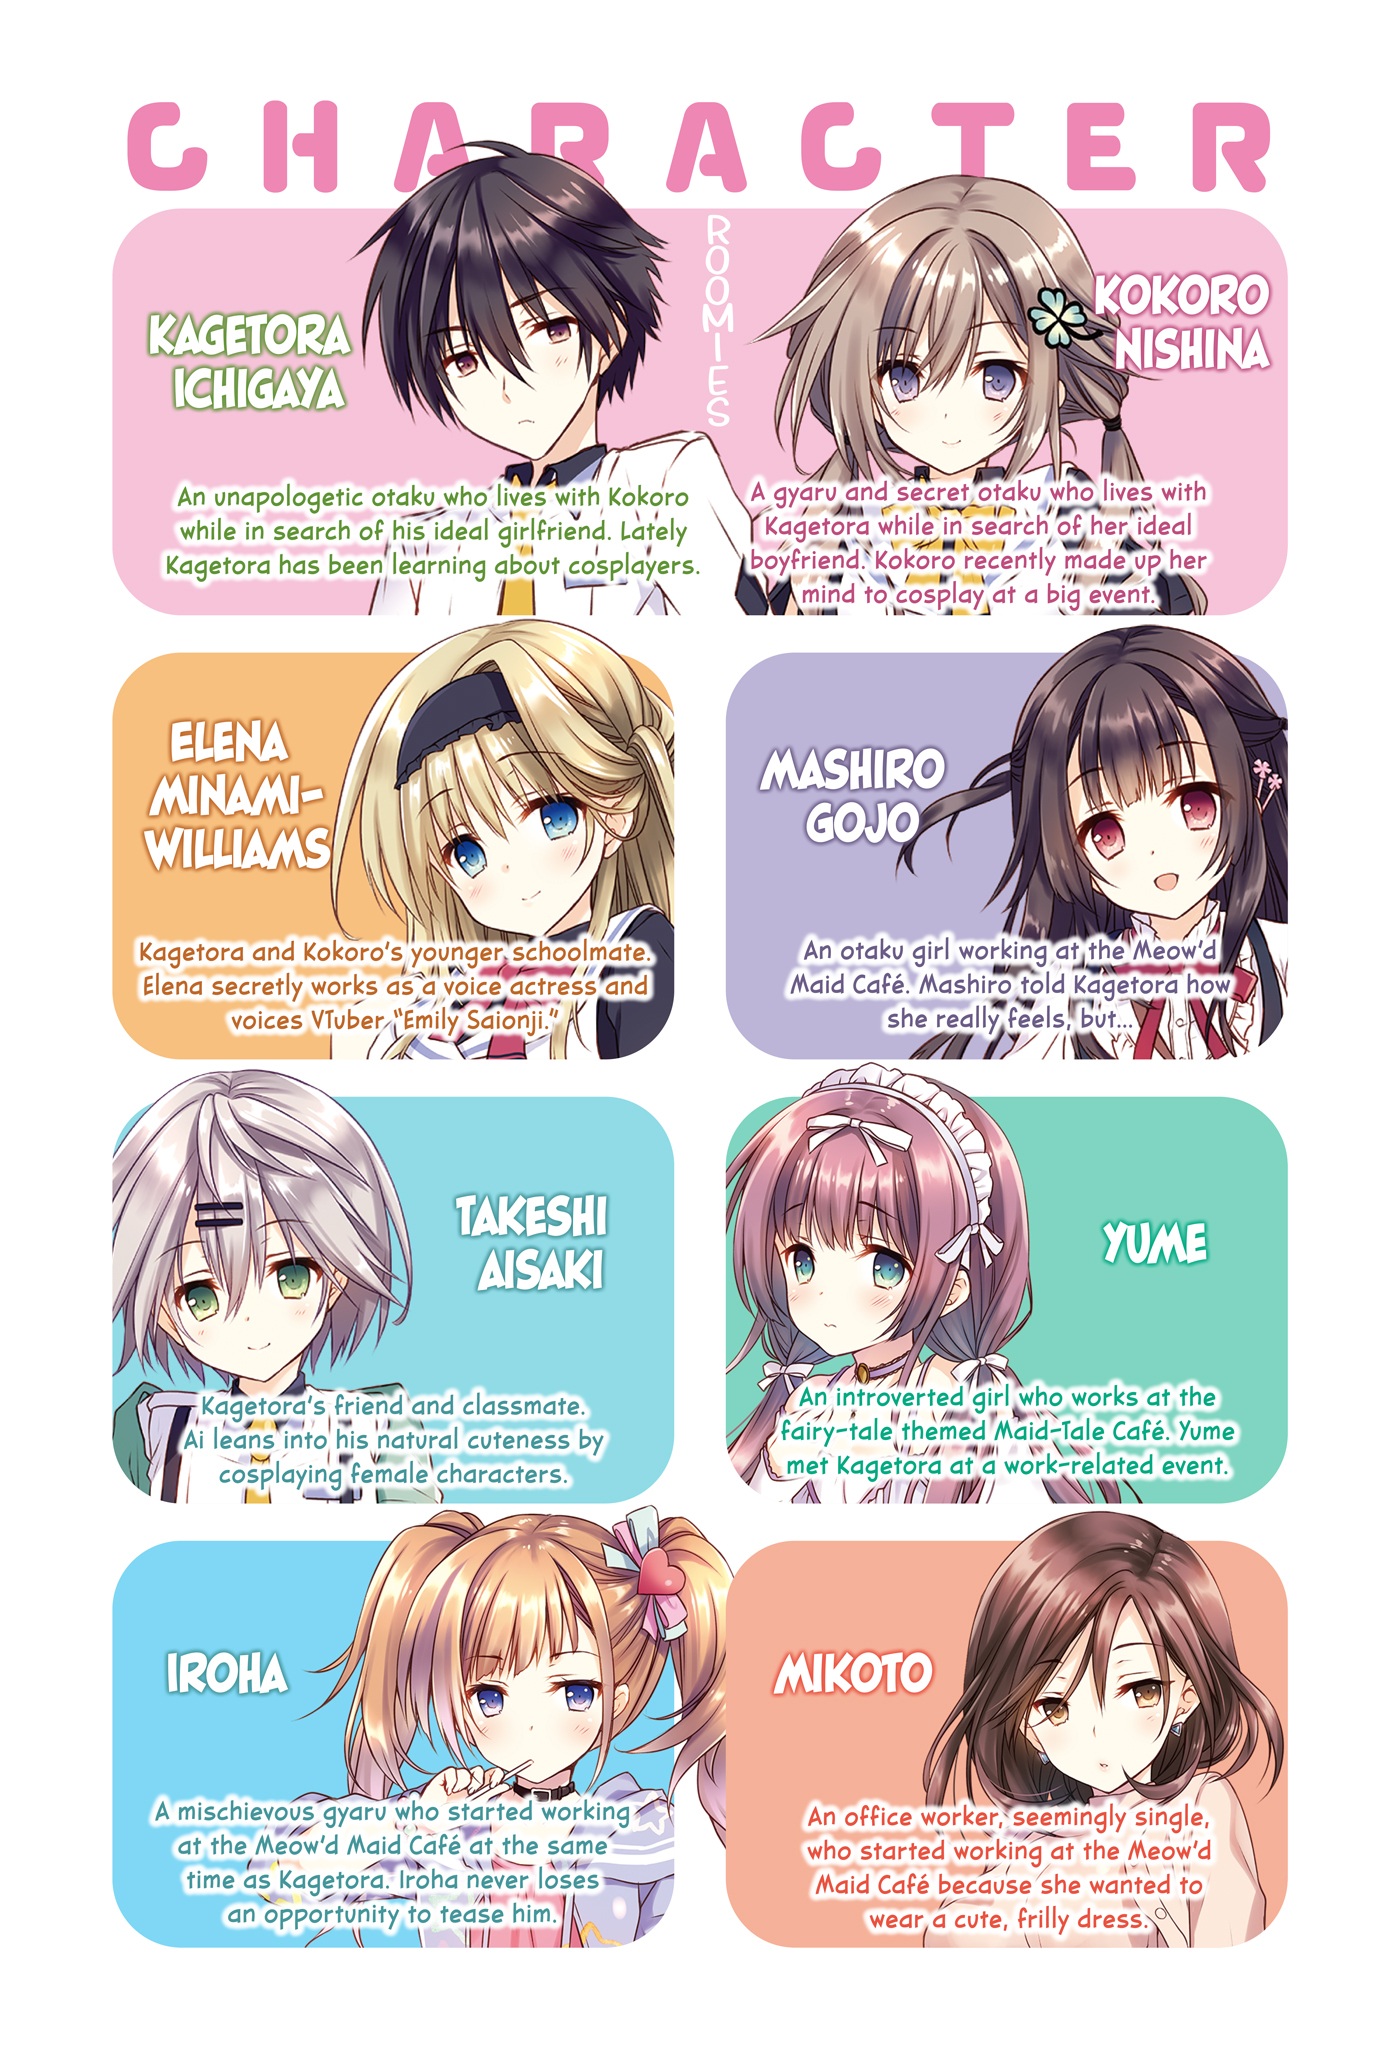 CHARACTER
ROOMIES
KAGETORA
ICHIGAYA
An unapologetic otaku who lives with Kokoro
while in search of his ideal girlfriend. Lately
Kagetora has been learning about cosplayers.
KOKORO
NISHINA
A gyaru and secret otaku who lives with
Kagetora while in search of her ideal
boyfriend. Kokoro recently made up her
mind to cosplay at a big event.
ELENA
MINAMI-
WILLIAMS
Kagetora and Kokoro's younger schoolmate.
Elena secretly works as a voice actress and
voices VTuber “Emily Saionji.”
MASHIRO
GOJO
An otaku girl working at the Meow'd
Maid Café. Mashiro told Kagetora how
she really feels, but...
TAKESHI
AISAKI
Kagetora's friend and classmate.
Ai leans into his natural cuteness by
cosplaying female characters.
YUME
An introverted girl who works at the
fairy-tale themed Maid-Tale Café. Yume
met Kagetora at a work-related event.
IROHA
A mischievous gyaru who started working
at the Meow'd Maid Café at the same
time as Kagetora. Iroha never loses
an opportunity to tease him.
MIKOTO
An office worker, seemingly single,
who started working at the Meow'd
Maid Café because she wanted to
wear a cute, frilly dress.